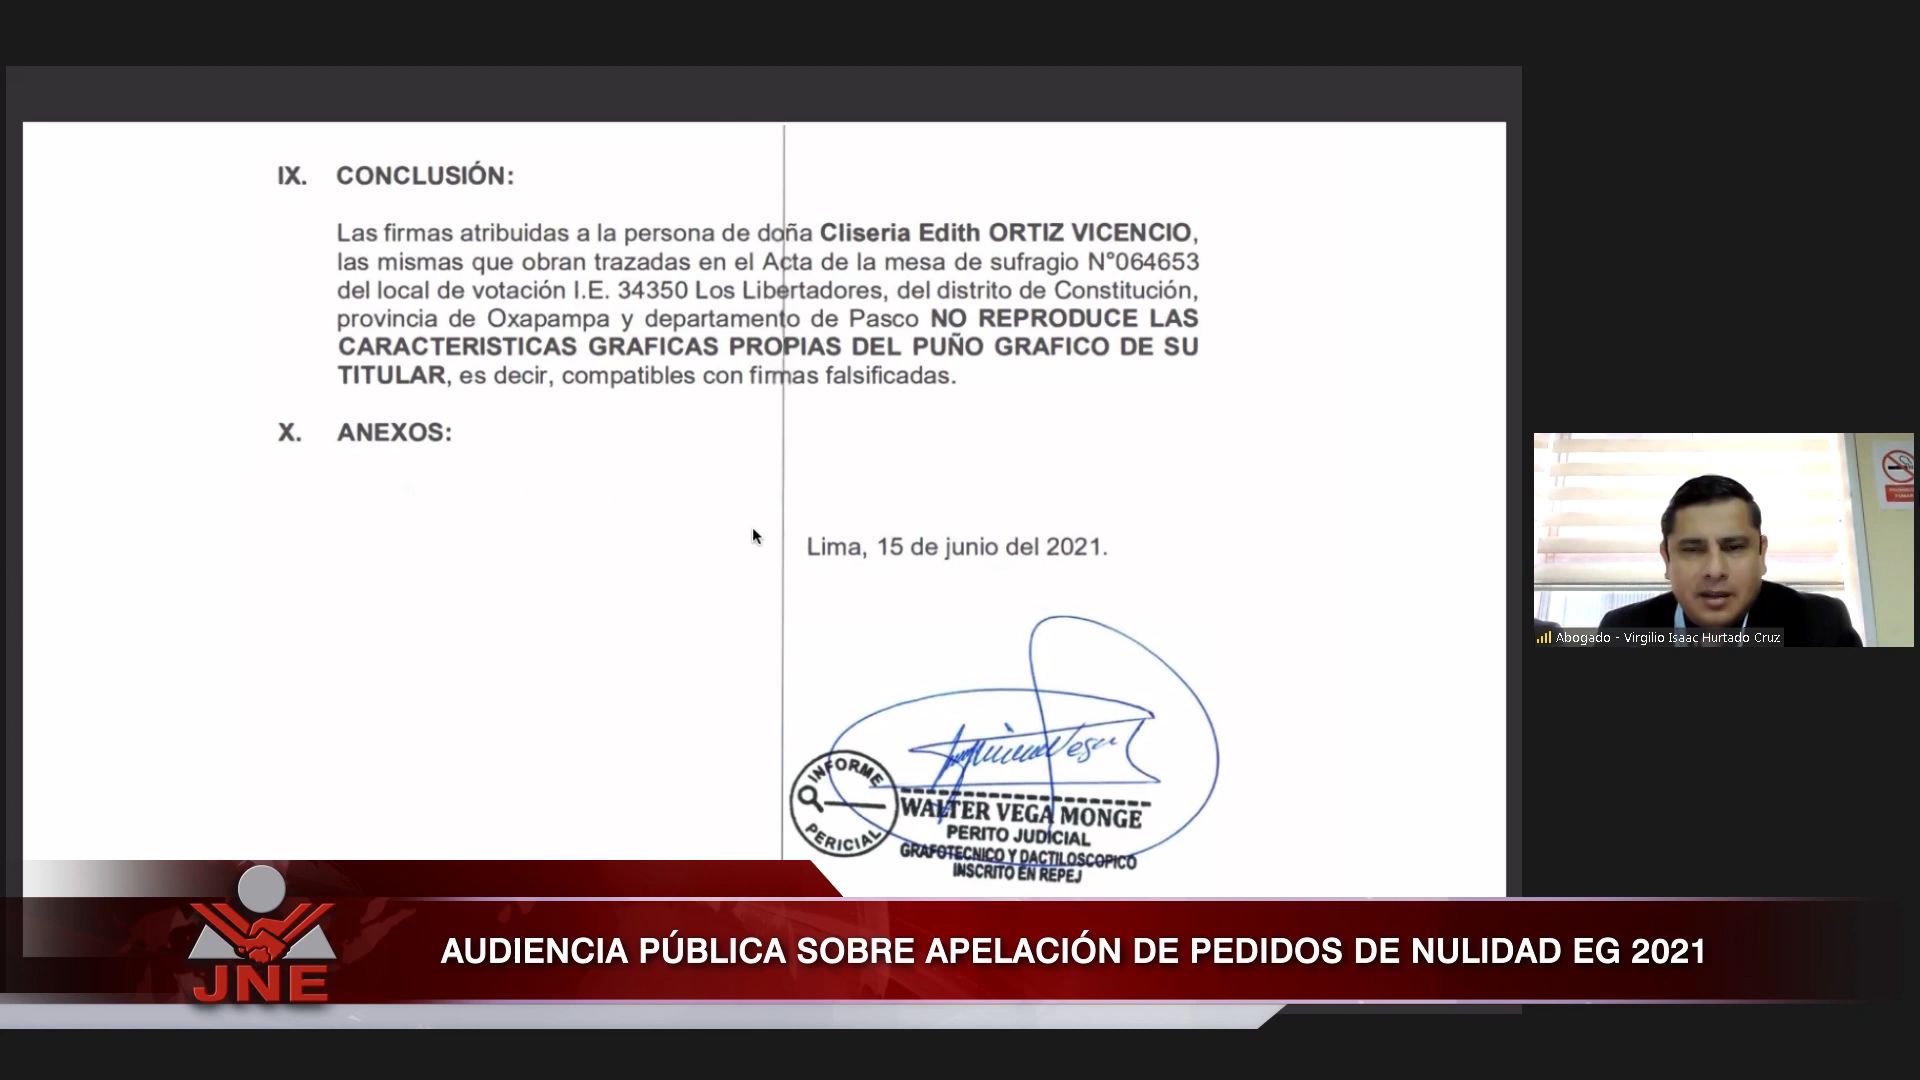 IX. CONCLUSIÓN:
Las firmas atribuidas a la persona de doña Cliseria Edith ORTIZ VICENCIO,
las mismas que obran trazadas en el Acta de la mesa de sufragio N°064653
del local de votación I.E. 34350 Los Libertadores, del distrito de Constitución,
provincia de Oxapampa y departamento de Pasco NO REPRODUCE LAS
CARACTERISTICAS GRAFICAS PROPIAS DEL PUÑO GRAFICO DE SU
TITULAR, es decir, compatibles con firmas falsificadas.
X. ANEXOS:
Lima, 15 de junio del 2021.
INFORME
PERICIAL
WALTER VEGA MONGE
PERITO JUDICIAL
GRAFOTECNICO Y DACTILOSCOPICO
INSCRITO EN REPEJ
Abogado - Virgilio Isaac Hurtado Cruz
JNE
AUDIENCIA PÚBLICA SOBRE APELACIÓN DE PEDIDOS DE NULIDAD EG 2021